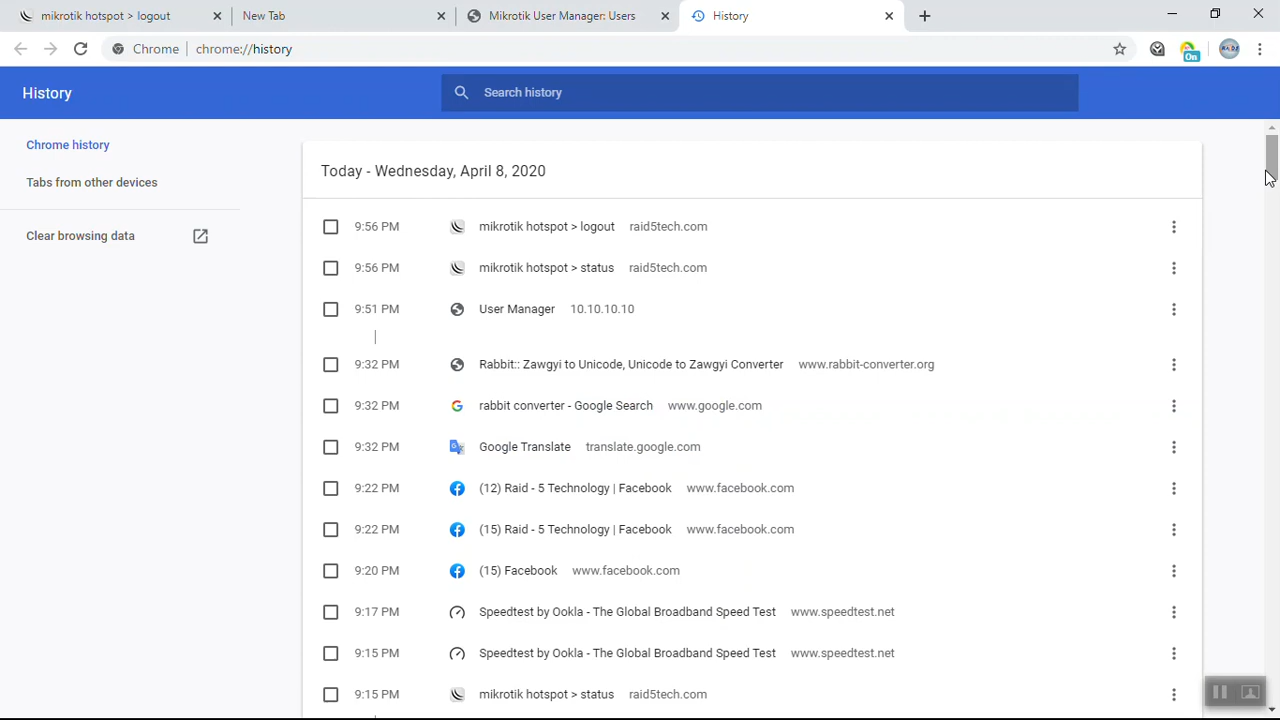 mikrotik hotspot > logout
New Tab
Mikrotik User Manager: Users
History
Chrome
chrome://history
On
History
Search history
Chrome history
Tabs from other devices
Clear browsing data
Today - Wednesday, April 8, 2020
9:56 PM mikrotik hotspot > logout raid5tech.com
9:56 PM mikrotik hotspot > status raid5tech.com
9:51 PM User Manager 10.10.10.10
9:32 PM Rabbit:: Zawgyi to Unicode, Unicode to Zawgyi Converter www.rabbit-converter.org
9:32 PM rabbit converter - Google Search www.google.com
9:32 PM Google Translate translate.google.com
9:22 PM (12) Raid - 5 Technology | Facebook www.facebook.com
9:22 PM (15) Raid - 5 Technology | Facebook www.facebook.com
9:20 PM (15) Facebook www.facebook.com
9:17 PM Speedtest by Ookla - The Global Broadband Speed Test www.speedtest.net
9:15 PM Speedtest by Ookla - The Global Broadband Speed Test www.speedtest.net
9:15 PM mikrotik hotspot > status raid5tech.com